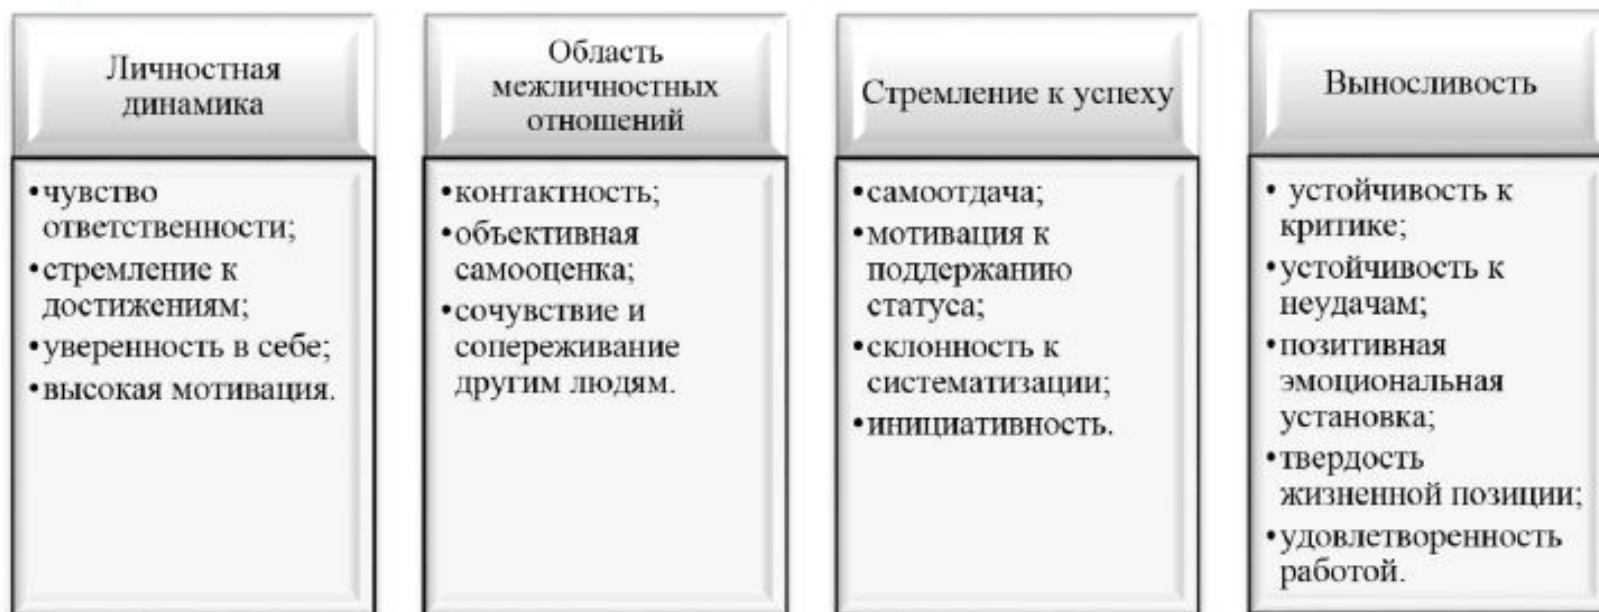 Личностная
динамика
• чувство
ответственности;
• стремление к
достижениям;
• уверенность в себе;
• высокая мотивация.
Область
межличностных
отношений
• контактность;
• объективная
самооценка;
• сочувствие и
сопереживание
другим людям.
Стремление к успеху
• самоотдача;
• мотивация к
поддержанию
статуса;
• склонность к
систематизации;
• инициативность.
Выносливость
• устойчивость к
критике;
• устойчивость к
неудачам;
• позитивная
эмоциональная
установка;
• твердость
жизненной позиции;
• удовлетворенность
работой.